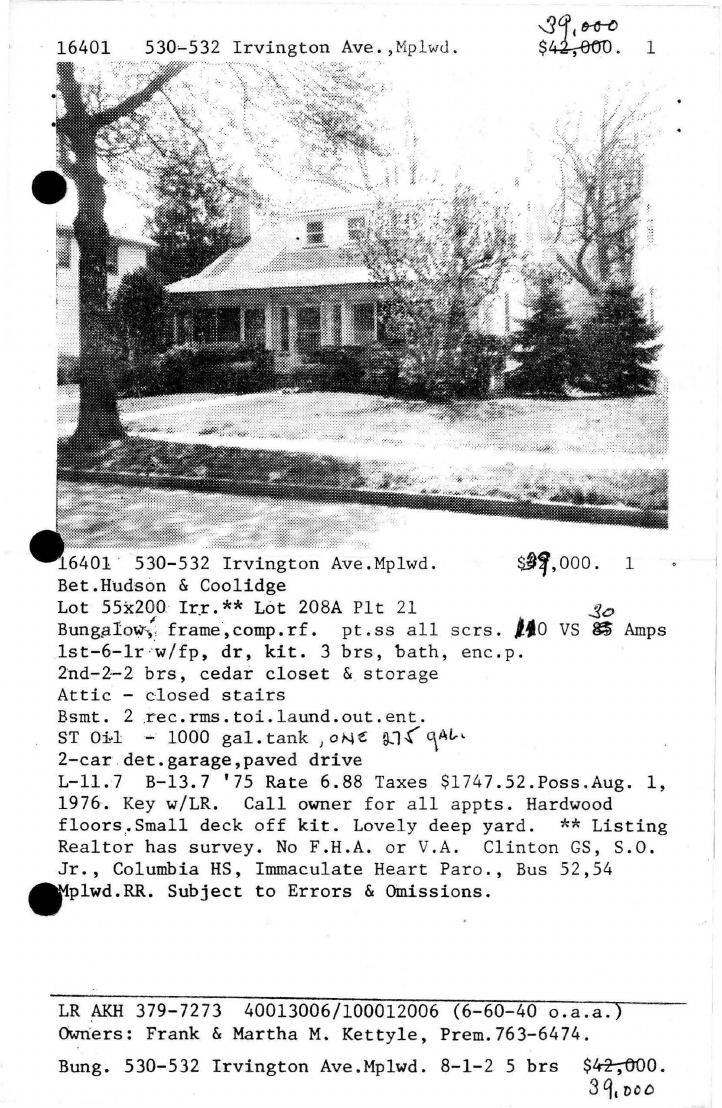 39,000
16401 530-532 Irvington Ave.,Mplwd. $42,000. 1
16401 530-532 Irvington Ave.Mplwd. $39,000. 1
Bet.Hudson & Coolidge
Lot 55x200 Irr.** Lot 208A Plt 21
30
Bungalow, frame,comp.rf. pt.ss all scrs. 110 VS 85 Amps
1st-6-lr w/fp, dr, kit. 3 brs, bath, enc.p.
2nd-2-2 brs, cedar closet & storage
Attic - closed stairs
Bsmt. 2 rec.rms.toi.laund.out.ent.
ST Oil - 1000 gal.tank , ONE 275 gAL.
2-car det.garage,paved drive
L-11.7 B-13.7 '75 Rate 6.88 Taxes $1747.52.Poss.Aug. 1,
1976. Key w/LR. Call owner for all appts. Hardwood
floors.Small deck off kit. Lovely deep yard. ** Listing
Realtor has survey. No F.H.A. or V.A. Clinton GS, S.O.
Jr., Columbia HS, Immaculate Heart Paro., Bus 52,54
Mplwd.RR. Subject to Errors & Omissions.
LR AKH 379-7273 40013006/100012006 (6-60-40 o.a.a.)
Owners: Frank & Martha M. Kettyle, Prem.763-6474.
Bung. 530-532 Irvington Ave.Mplwd. 8-1-2 5 brs $42,000.
39,000